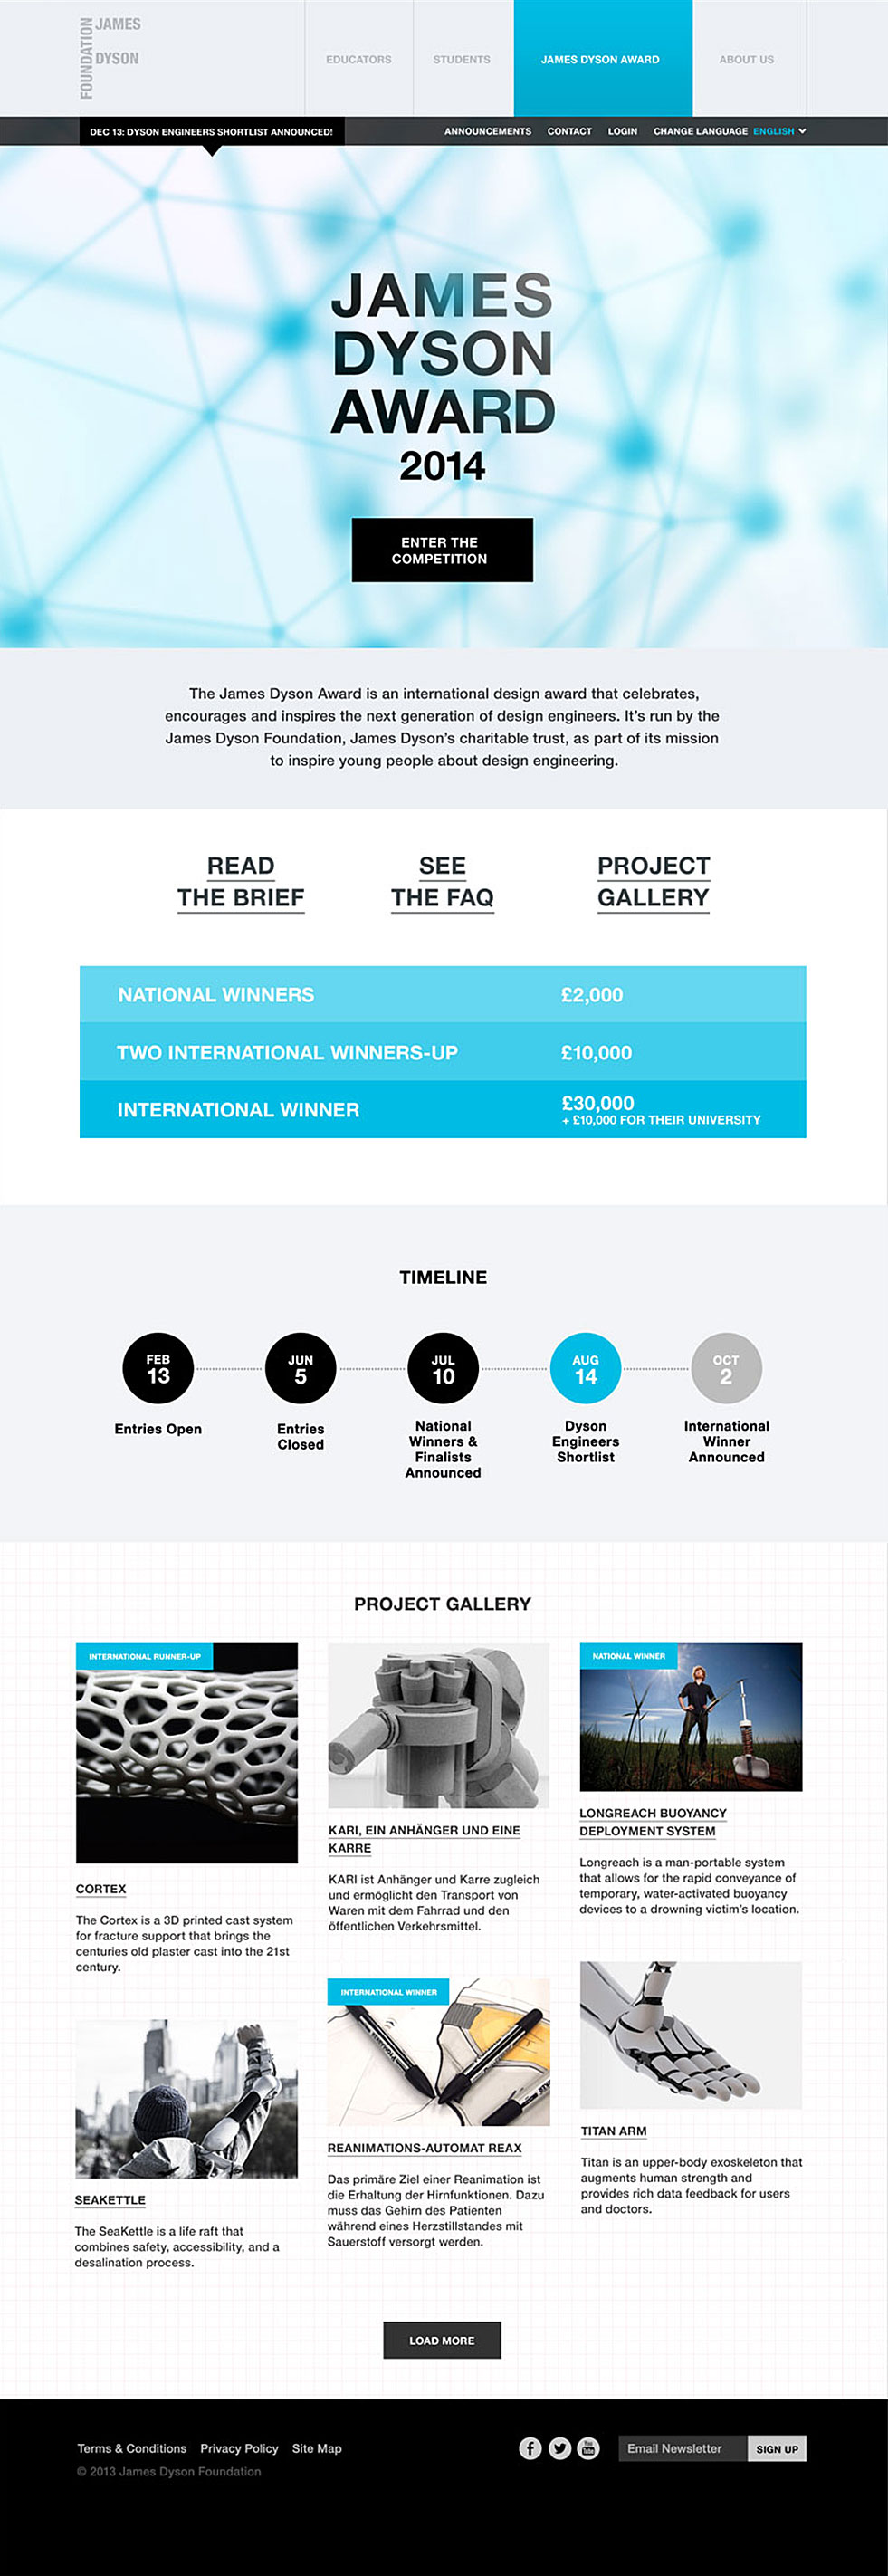 FOUNDATION
JAMES
DYSON
EDUCATORS
STUDENTS
JAMES DYSON AWARD
ABOUT US
DEC 13: DYSON ENGINEERS SHORTLIST ANNOUNCED!
ANNOUNCEMENTS
CONTACT
LOGIN
CHANGE LANGUAGE ENGLISH
JAMES
DYSON
AWARD
2014
ENTER THE
COMPETITION
The James Dyson Award is an international design award that celebrates,
encourages and inspires the next generation of design engineers. It's run by the
James Dyson Foundation, James Dyson's charitable trust, as part of its mission
to inspire young people about design engineering.
READ
THE BRIEF
SEE
THE FAQ
PROJECT
GALLERY
NATIONAL WINNERS
£2,000
TWO INTERNATIONAL WINNERS-UP
£10,000
INTERNATIONAL WINNER
£30,000
+ £10,000 FOR THEIR UNIVERSITY
TIMELINE
FEB
13
Entries Open
JUN
5
Entries
Closed
JUL
10
National
Winners &
Finalists
Announced
AUG
14
Dyson
Engineers
Shortlist
OCT
2
International
Winner
Announced
PROJECT GALLERY
INTERNATIONAL RUNNER-UP
CORTEX
The Cortex is a 3D printed cast system
for fracture support that brings the
centuries old plaster cast into the 21st
century.
SEAKETTLE
The SeaKettle is a life raft that
combines safety, accessibility, and a
desalination process.
KARI, EIN ANHÄNGER UND EINE
KARRE
KARI ist Anhänger und Karre zugleich
und ermöglicht den Transport von
Waren mit dem Fahrrad und den
öffentlichen Verkehrsmittel.
INTERNATIONAL WINNER
REANIMATIONS-AUTOMAT REAX
Das primäre Ziel einer Reanimation ist
die Erhaltung der Hirnfunktionen. Dazu
muss das Gehirn des Patienten
während eines Herzstillstandes mit
Sauerstoff versorgt werden.
NATIONAL WINNER
LONGREACH BUOYANCY
DEPLOYMENT SYSTEM
Longreach is a man-portable system
that allows for the rapid conveyance of
temporary, water-activated buoyancy
devices to a drowning victim's location.
TITAN ARM
Titan is an upper-body exoskeleton that
augments human strength and
provides rich data feedback for users
and doctors.
LOAD MORE
Terms & Conditions
Privacy Policy
Site Map
You
Tube
Email Newsletter
SIGN UP
© 2013 James Dyson Foundation